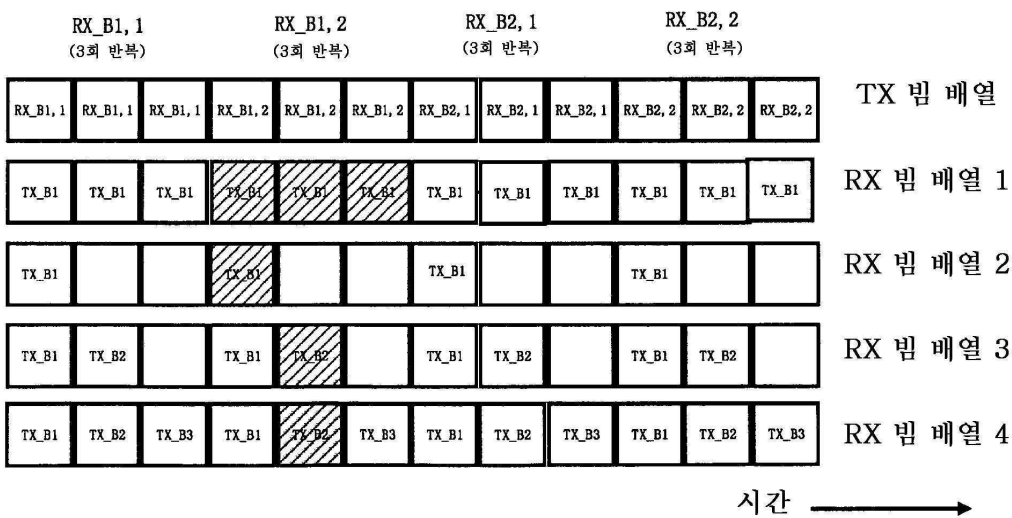 RX_B1, 1 RX_B1, 2 RX_B2, 1 RX_B2, 2
(3회 반복) (3회 반복) (3회 반복) (3회 반복)
RX_B1, 1 RX_B1, 1 RX_B1, 1 RX_B1, 2 RX_B1, 2 RX_B1, 2 RX_B2, 1 RX_B2, 1 RX_B2, 1 RX_B2, 2 RX_B2, 2 RX_B2, 2 TX 빔 배열
TX_B1 TX_B1 TX_B1 TX_B1 TX_B1 TX_B1 TX_B1 TX_B1 TX_B1 TX_B1 TX_B1 TX_B1 RX 빔 배열 1
TX_B1 TX_B1 TX_B1 TX_B1 RX 빔 배열 2
TX_B1 TX_B2 TX_B1 TX_B2 TX_B1 TX_B2 TX_B1 TX_B2 RX 빔 배열 3
TX_B1 TX_B2 TX_B3 TX_B1 TX_B2 TX_B3 TX_B1 TX_B2 TX_B3 TX_B1 TX_B2 TX_B3 RX 빔 배열 4
시간